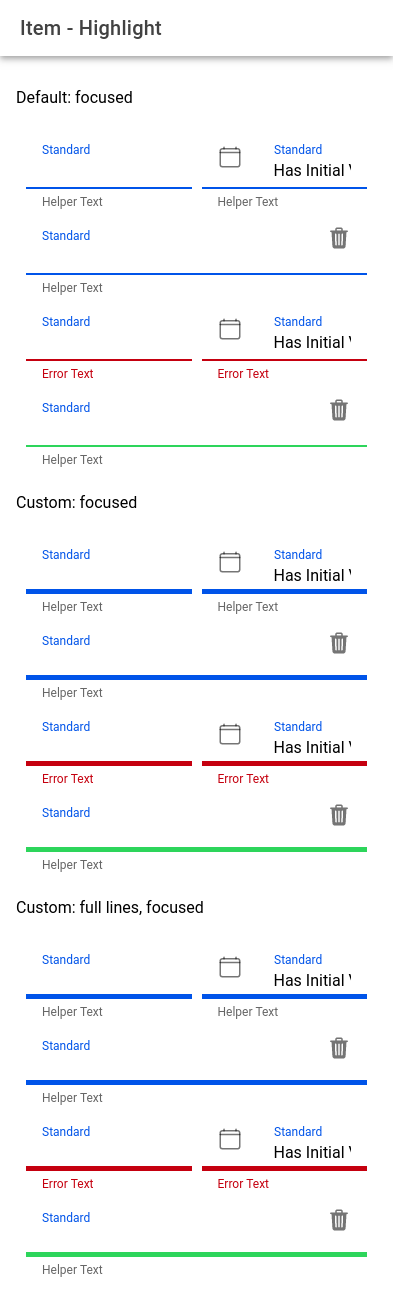 Item - Highlight
Default: focused
Standard
Standard
Has Initial
Helper Text
Helper Text
Standard
Helper Text
Standard
Standard
Has Initial
Error Text
Error Text
Standard
Helper Text
Custom: focused
Standard
Standard
Has Initial
Helper Text
Helper Text
Standard
Helper Text
Standard
Standard
Has Initial
Error Text
Error Text
Standard
Helper Text
Custom: full lines, focused
Standard
Standard
Has Initial
Helper Text
Helper Text
Standard
Helper Text
Standard
Standard
Has Initial
Error Text
Error Text
Standard
Helper Text